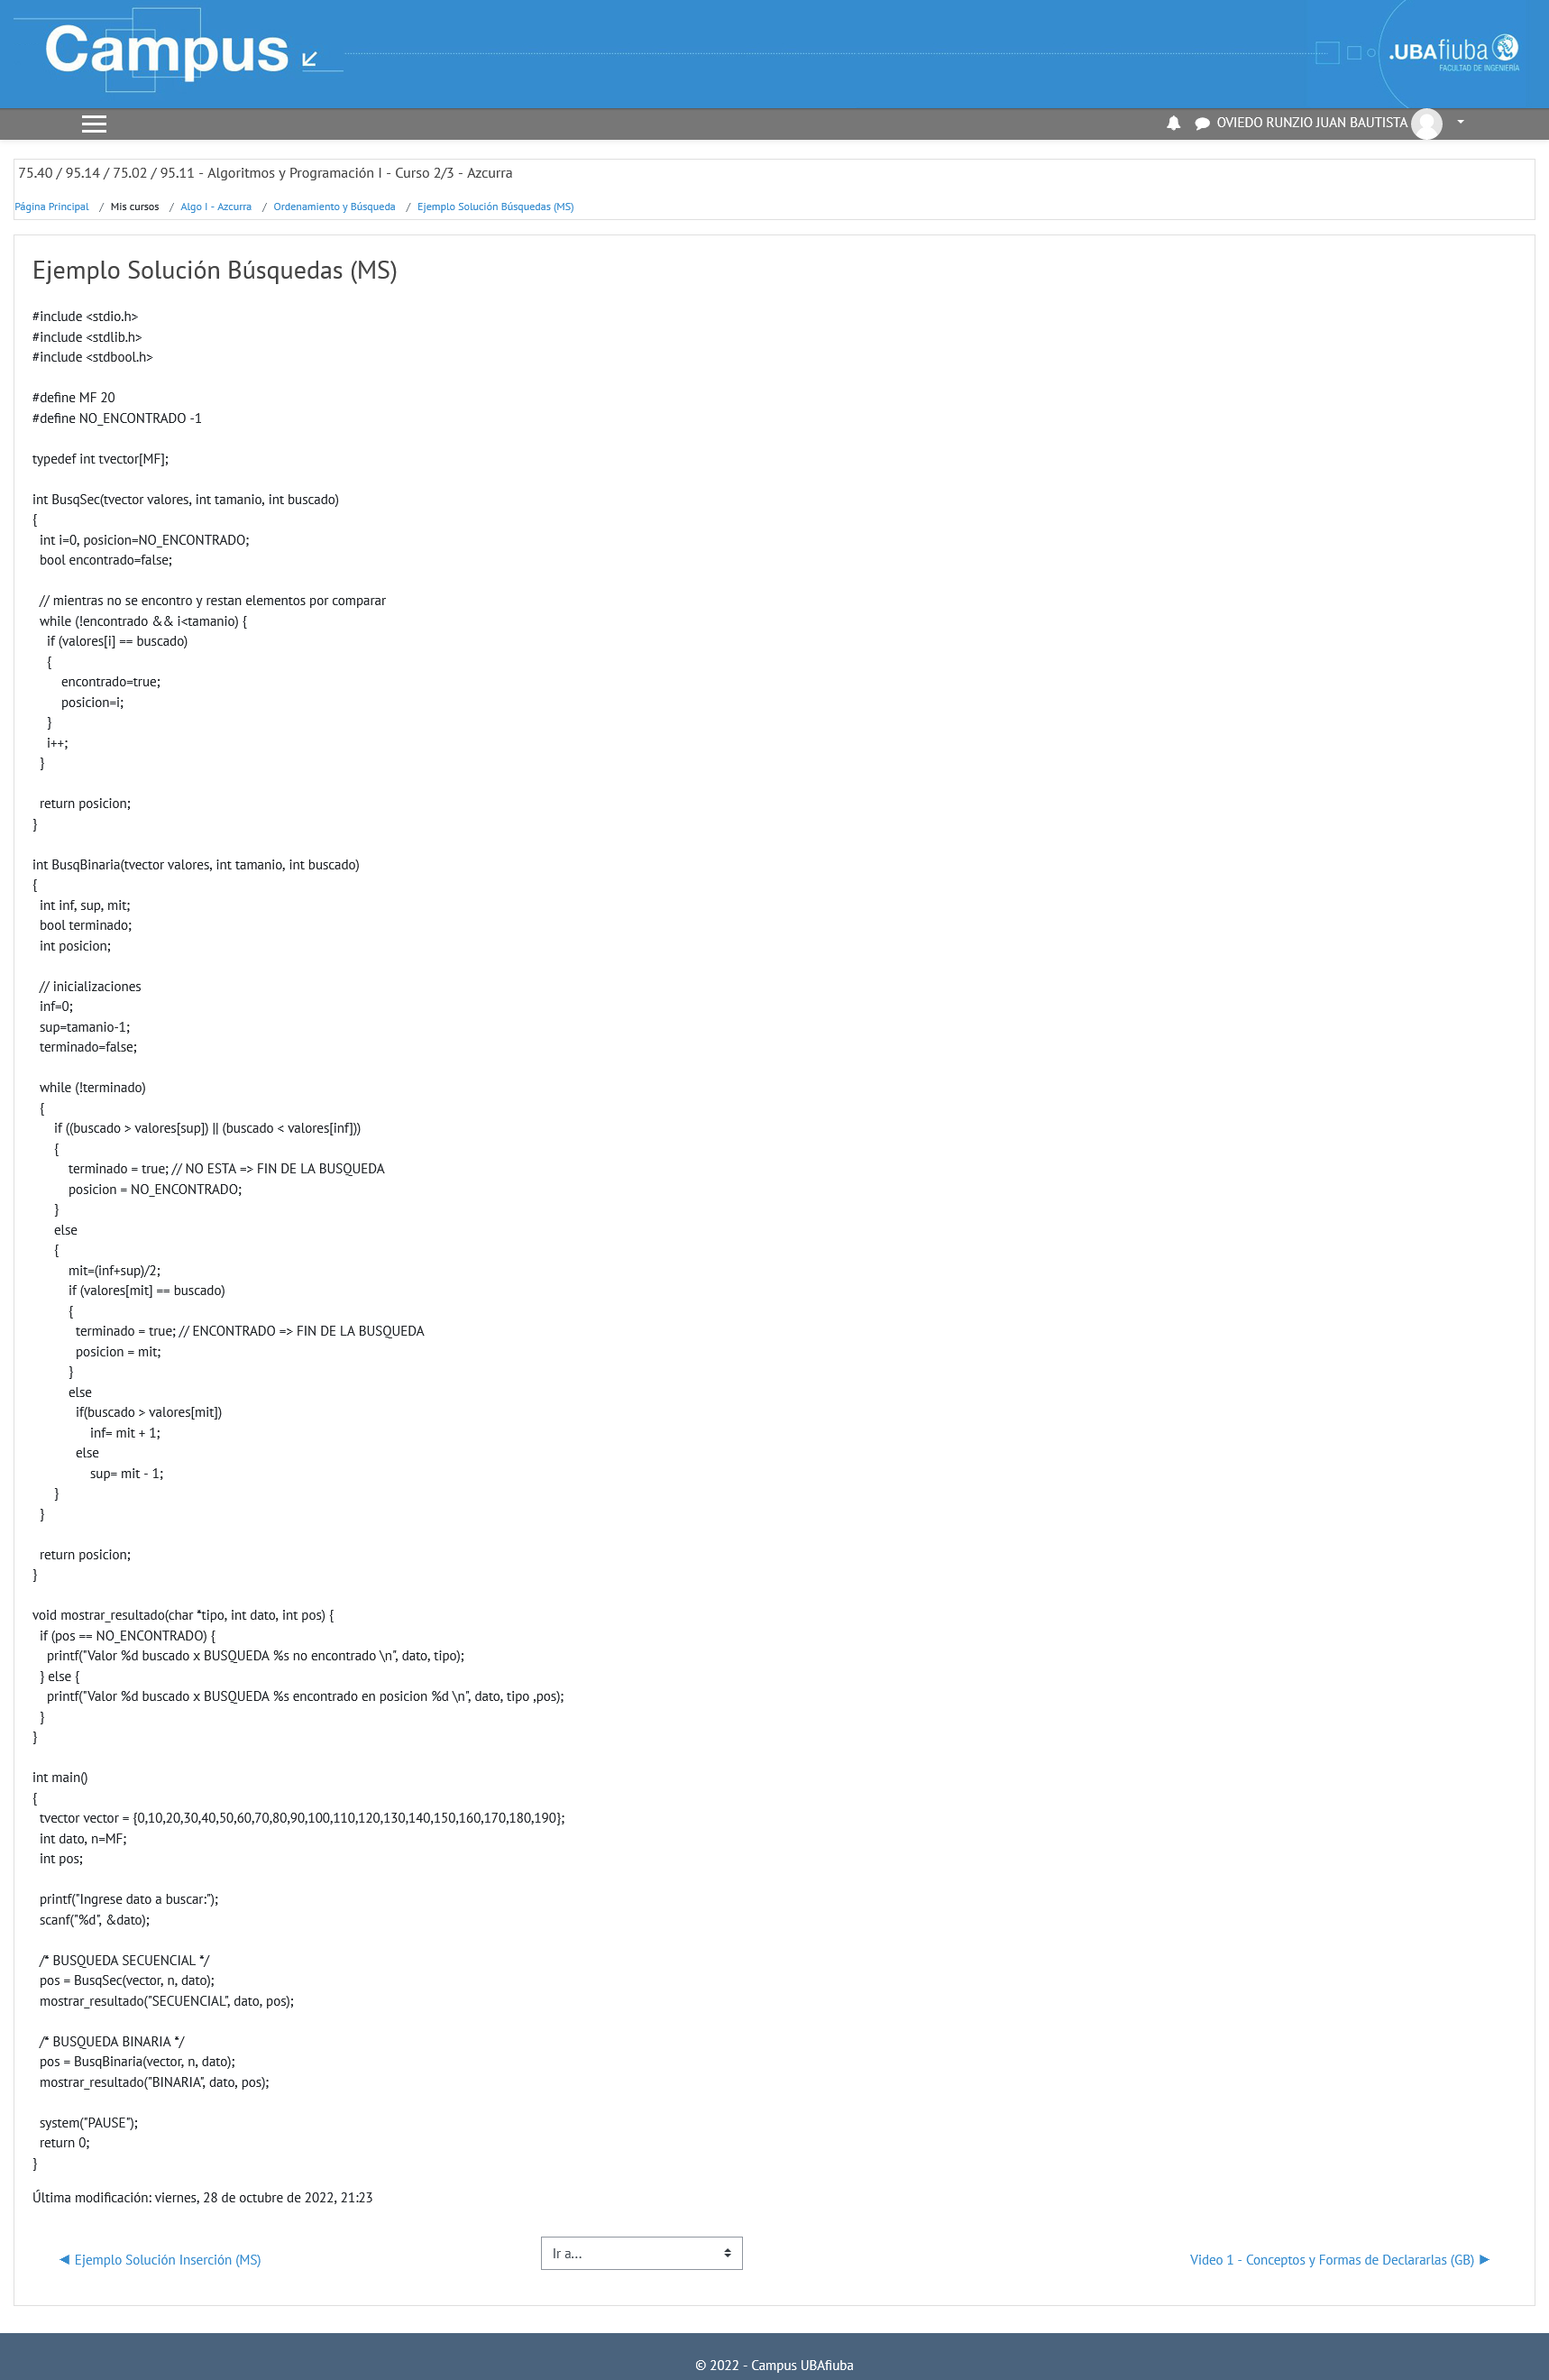 Campus
.UBAfiuba
FACULTAD DE INGENIERÍA
OVIEDO RUNZIO JUAN BAUTISTA
75.40 / 95.14 / 75.02 / 95.11 - Algoritmos y Programación I - Curso 2/3 - Azcurra
Página Principal / Mis cursos / Algo I - Azcurra / Ordenamiento y Búsqueda / Ejemplo Solución Búsquedas (MS)
Ejemplo Solución Búsquedas (MS)
#include <stdio.h>
#include <stdlib.h>
#include <stdbool.h>
#define MF 20
#define NO_ENCONTRADO -1
typedef int tvector[MF];
int BusqSec(tvector valores, int tamanio, int buscado)
{
int i=0, posicion=NO_ENCONTRADO;
bool encontrado=false;
// mientras no se encontro y restan elementos por comparar
while (!encontrado && i<tamanio) {
if (valores[i] == buscado)
{
encontrado=true;
posicion=i;
}
i++;
}
return posicion;
}
int BusqBinaria(tvector valores, int tamanio, int buscado)
{
int inf, sup, mit;
bool terminado;
int posicion;
// inicializaciones
inf=0;
sup=tamanio-1;
terminado=false;
while (!terminado)
{
if ((buscado > valores[sup]) || (buscado < valores[inf]))
{
terminado = true; // NO ESTA => FIN DE LA BUSQUEDA
posicion = NO_ENCONTRADO;
}
else
{
mit=(inf+sup)/2;
if (valores[mit] == buscado)
{
terminado = true; // ENCONTRADO => FIN DE LA BUSQUEDA
posicion = mit;
}
else
if(buscado > valores[mit])
inf= mit + 1;
else
sup= mit - 1;
}
}
return posicion;
}
void mostrar_resultado(char *tipo, int dato, int pos) {
if (pos == NO_ENCONTRADO) {
printf("Valor %d buscado x BUSQUEDA %s no encontrado \n", dato, tipo);
} else {
printf("Valor %d buscado x BUSQUEDA %s encontrado en posicion %d \n", dato, tipo ,pos);
}
}
int main()
{
tvector vector = {0,10,20,30,40,50,60,70,80,90,100,110,120,130,140,150,160,170,180,190};
int dato, n=MF;
int pos;
printf("Ingrese dato a buscar:");
scanf("%d", &dato);
/* BUSQUEDA SECUENCIAL */
pos = BusqSec(vector, n, dato);
mostrar_resultado("SECUENCIAL", dato, pos);
/* BUSQUEDA BINARIA */
pos = BusqBinaria(vector, n, dato);
mostrar_resultado("BINARIA", dato, pos);
system("PAUSE");
return 0;
}
Última modificación: viernes, 28 de octubre de 2022, 21:23
◀ Ejemplo Solución Inserción (MS)
Ir a...
Video 1 - Conceptos y Formas de Declararlas (GB) ▶
© 2022 - Campus UBAfiuba